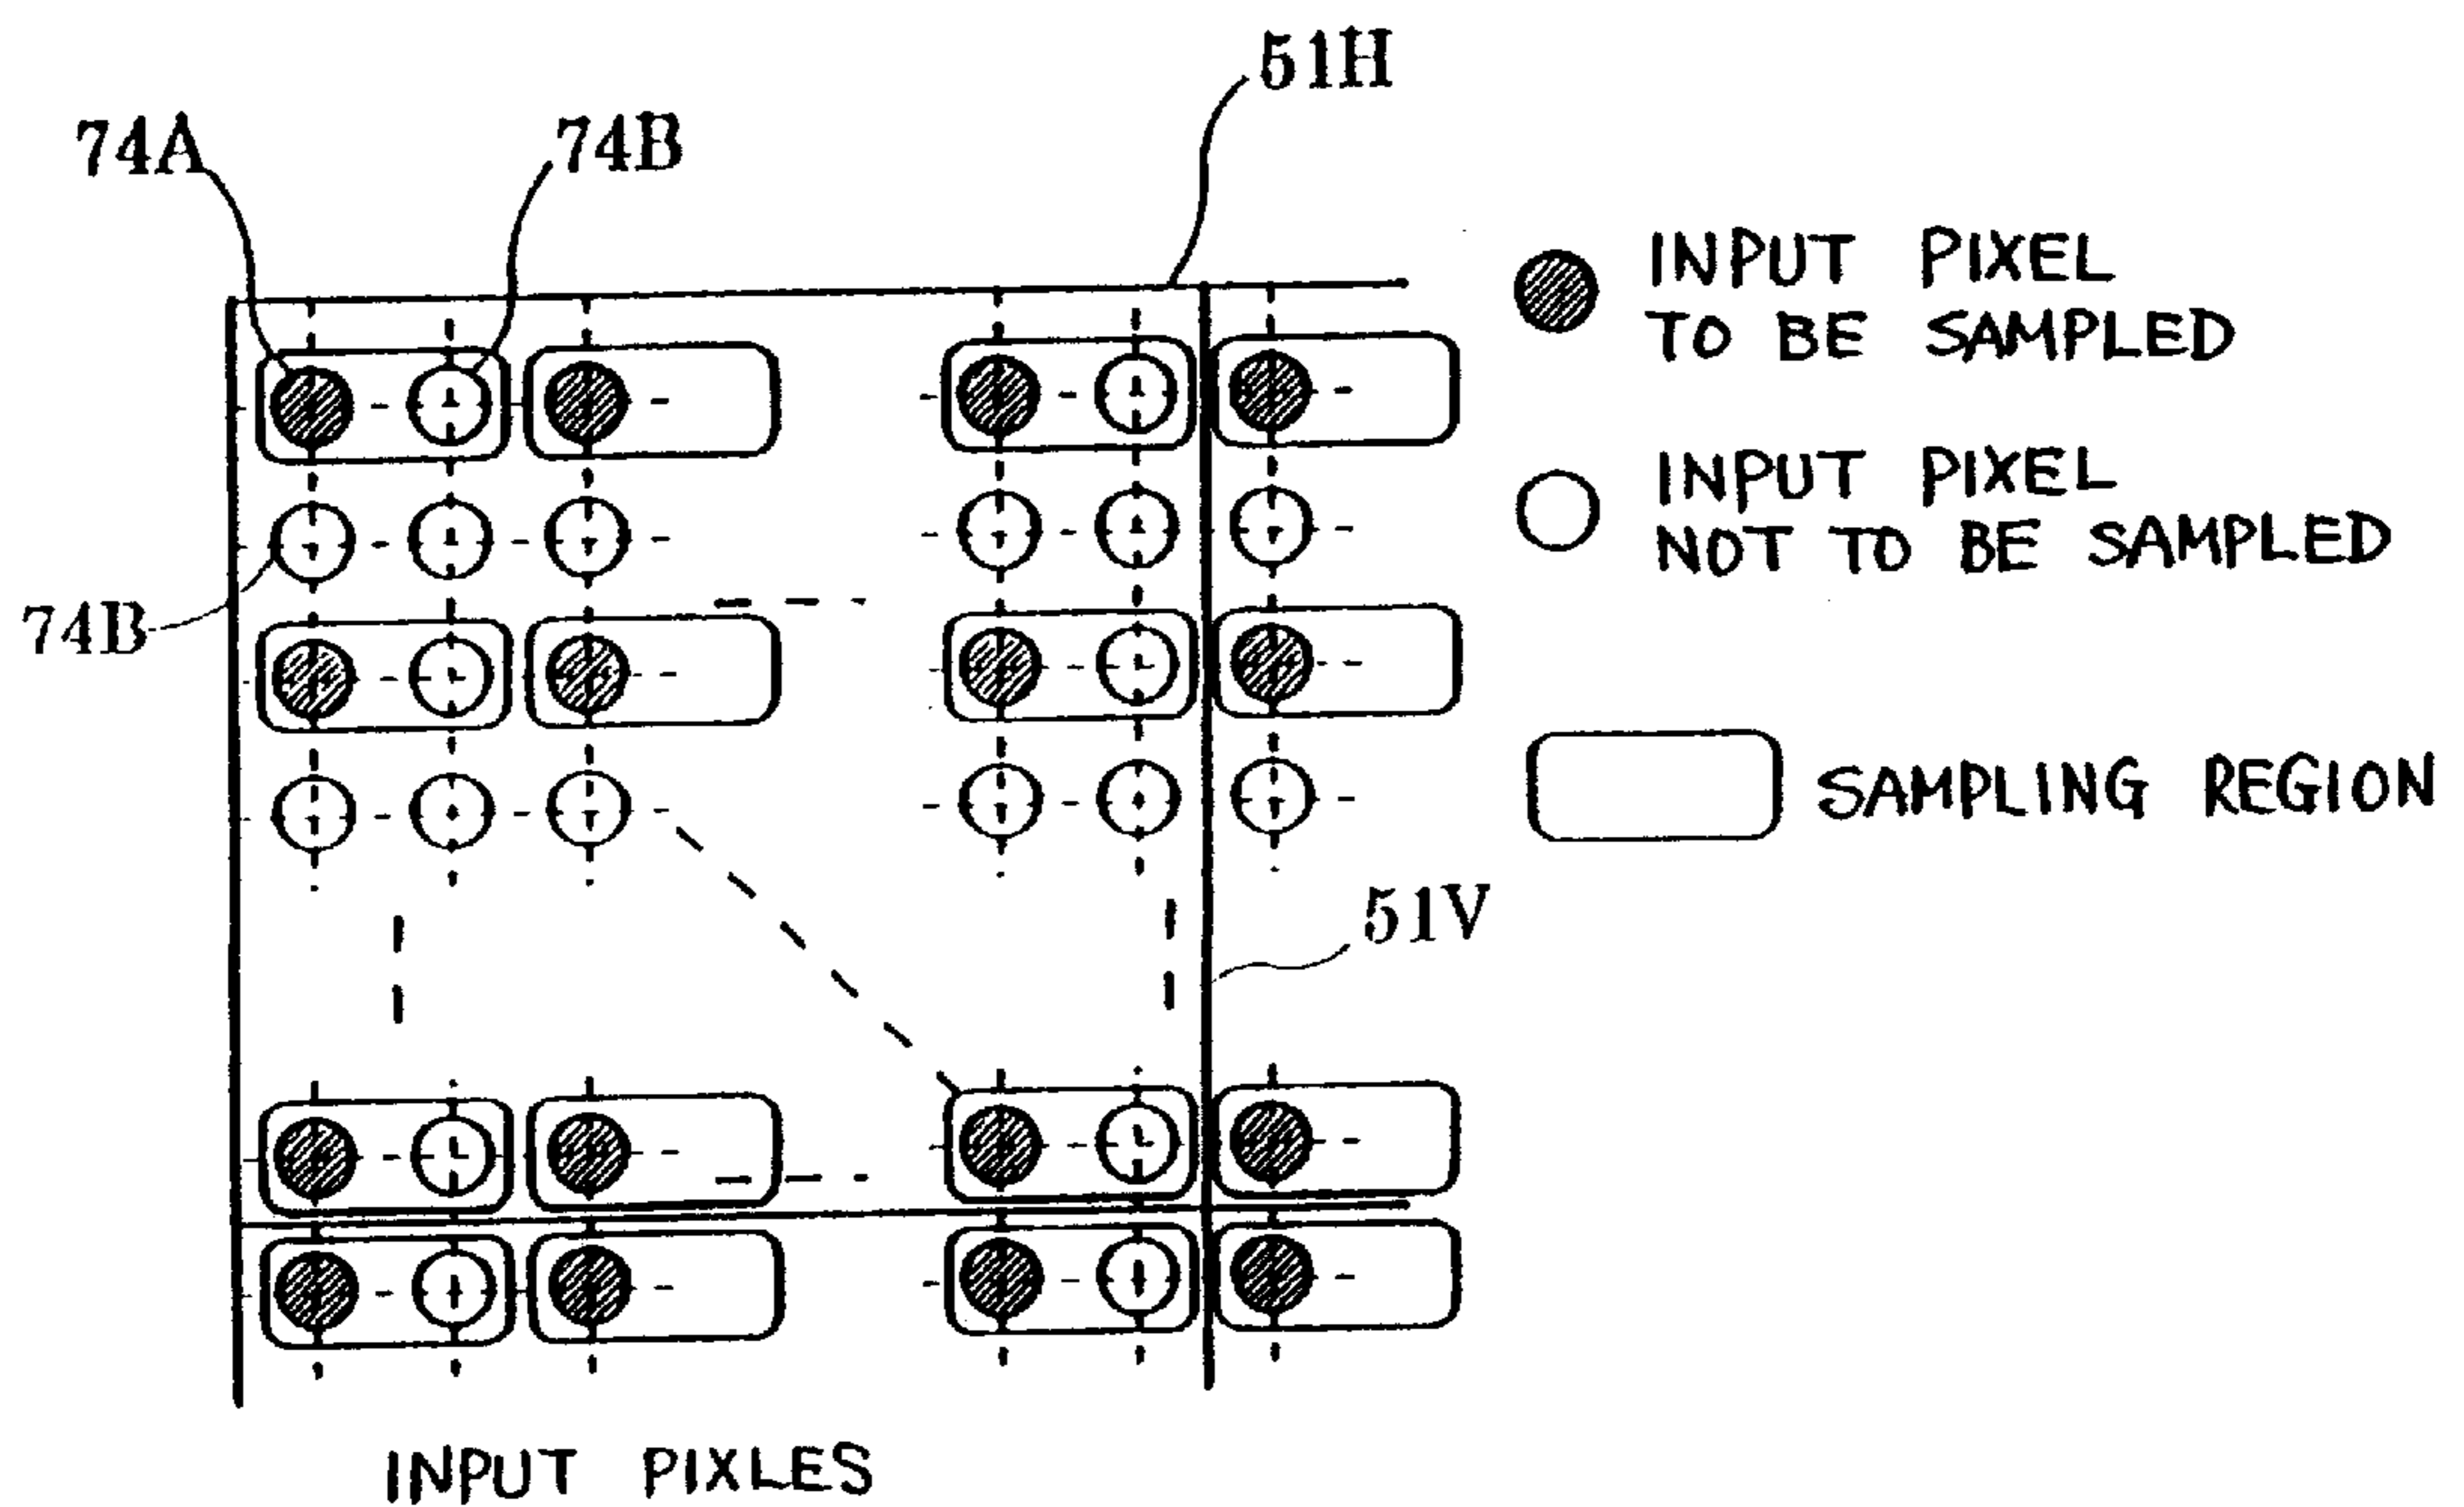 51H
74A
74B
INPUT PIXEL
TO BE SAMPLED
INPUT PIXEL
NOT TO BE SAMPLED
74B
SAMPLING REGION
51V
INPUT PIXLES